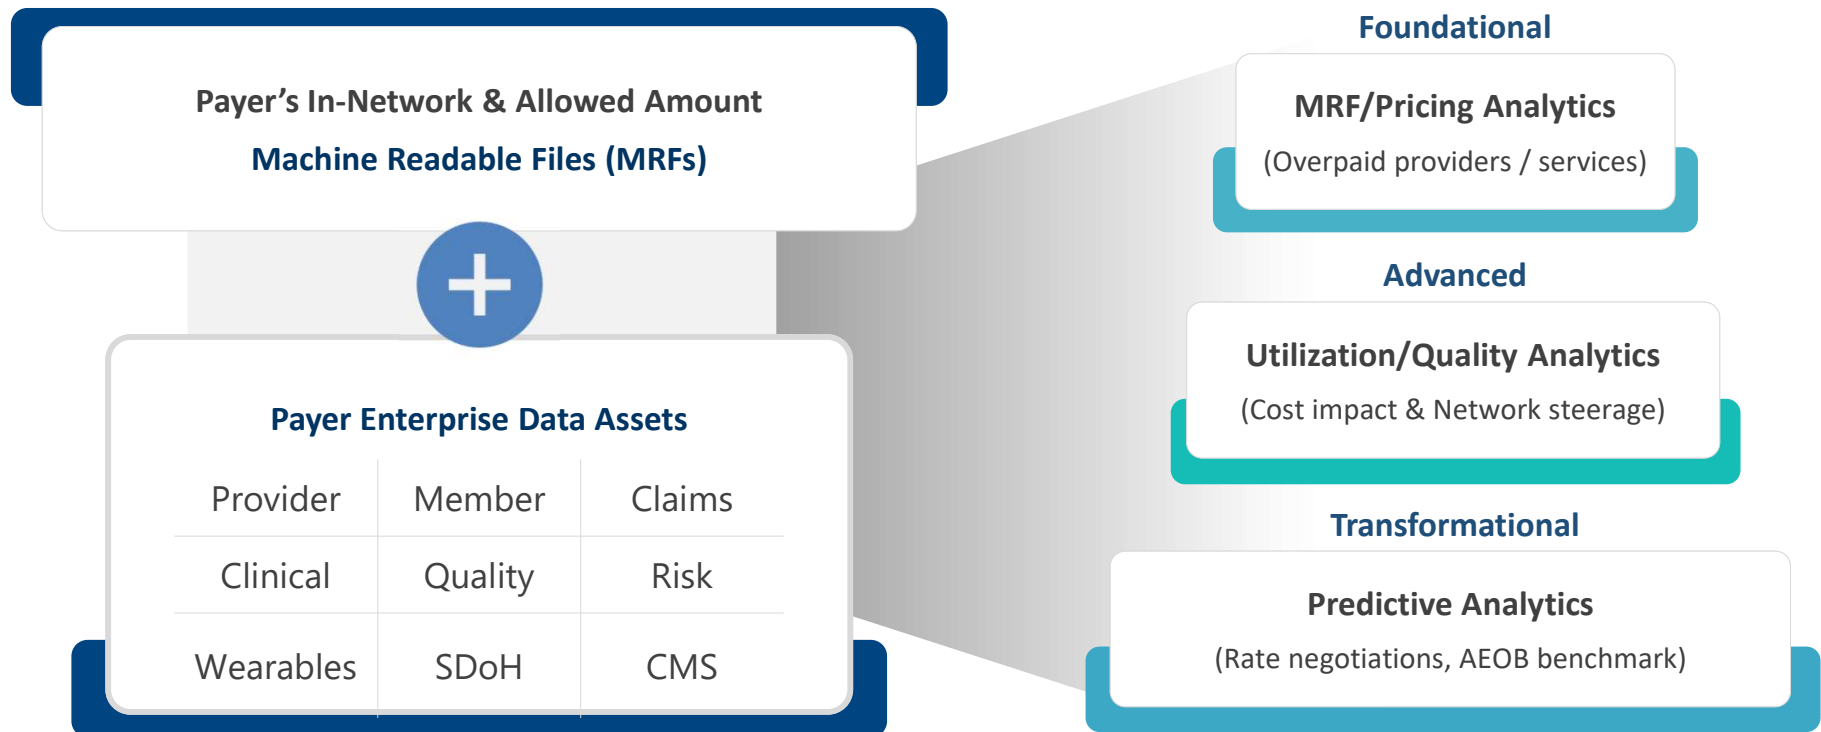 Payer’s In-Network & Allowed Amount
Machine Readable Files (MRFs)
Payer Enterprise Data Assets
Provider Member Claims
Clinical Quality Risk
Wearables SDoH CMS
Foundational
MRF/Pricing Analytics
(Overpaid providers / services)
Advanced
Utilization/Quality Analytics
(Cost impact & Network steerage)
Transformational
Predictive Analytics
(Rate negotiations, AEOB benchmark)